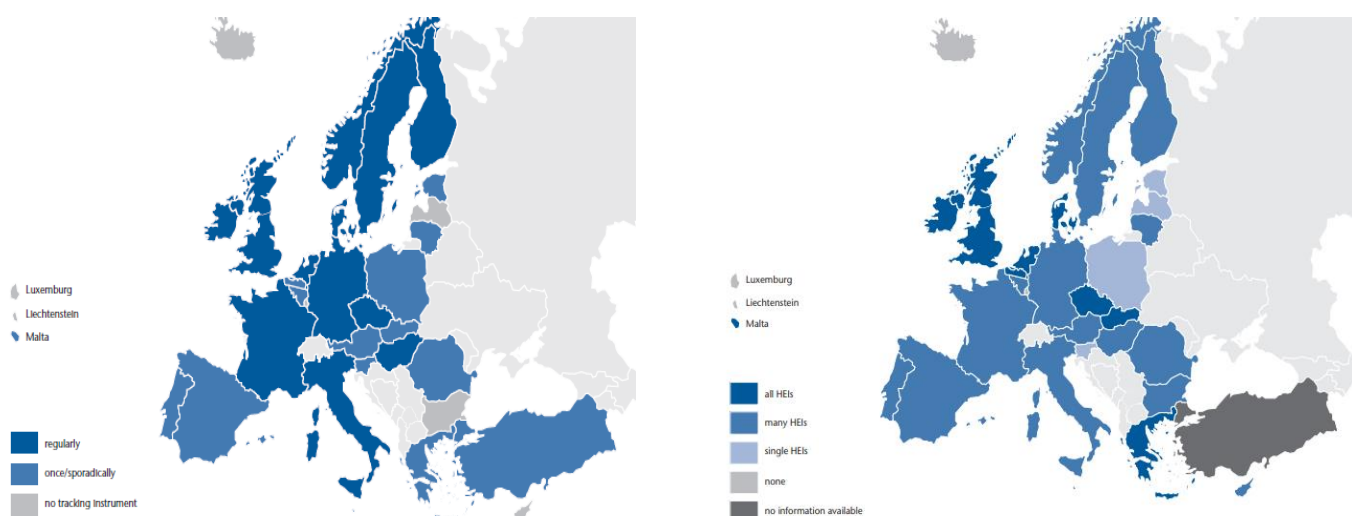 Luxemburg
Liechtenstein
Malta
regularly
once/sporadically
no tracking instrument
Luxemburg
Liechtenstein
Malta
all HEIs
many HEIs
single HEIs
none
no information available